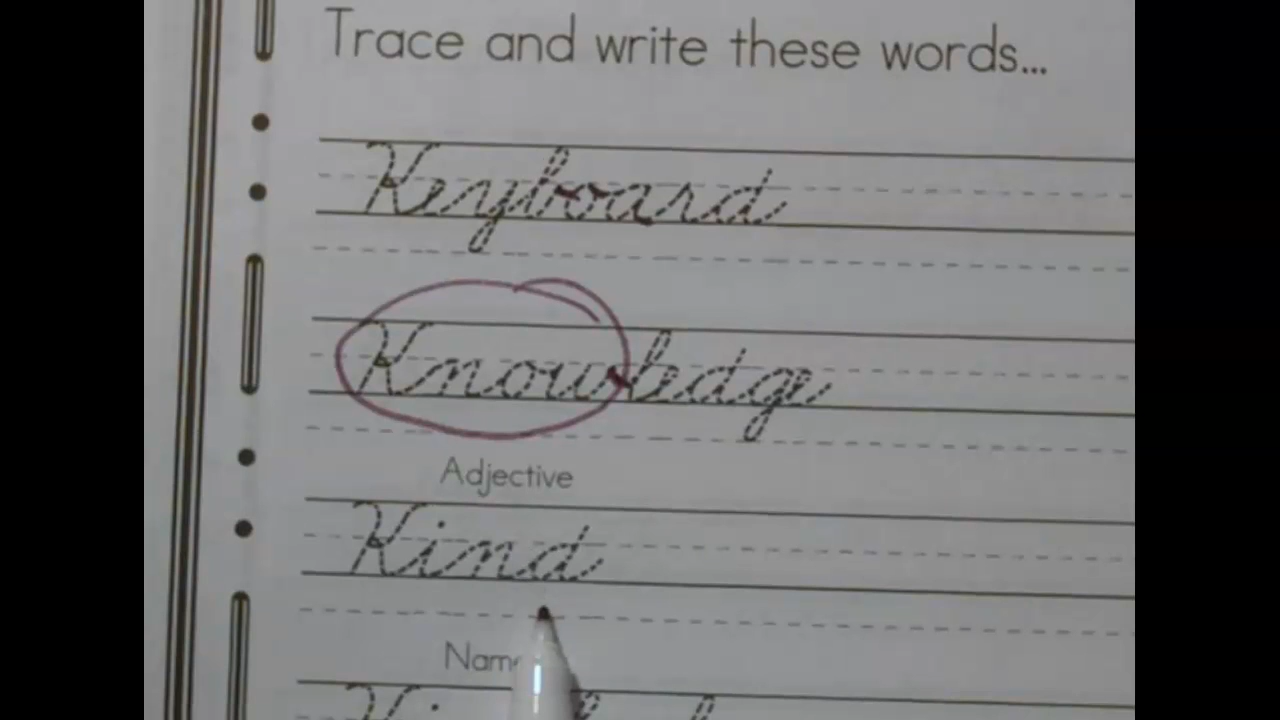 Trace and write these words...
Keyboard
Knowledge
Adjective
Kind